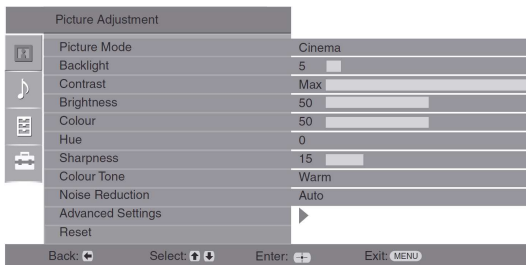 Picture Adjustment
Picture Mode Cinema
Backlight 5
Contrast Max
Brightness 50
Colour 50
Hue 0
Sharpness 15
Colour Tone Warm
Noise Reduction Auto
Advanced Settings
Reset
Back: Select: Enter: Exit: MENU